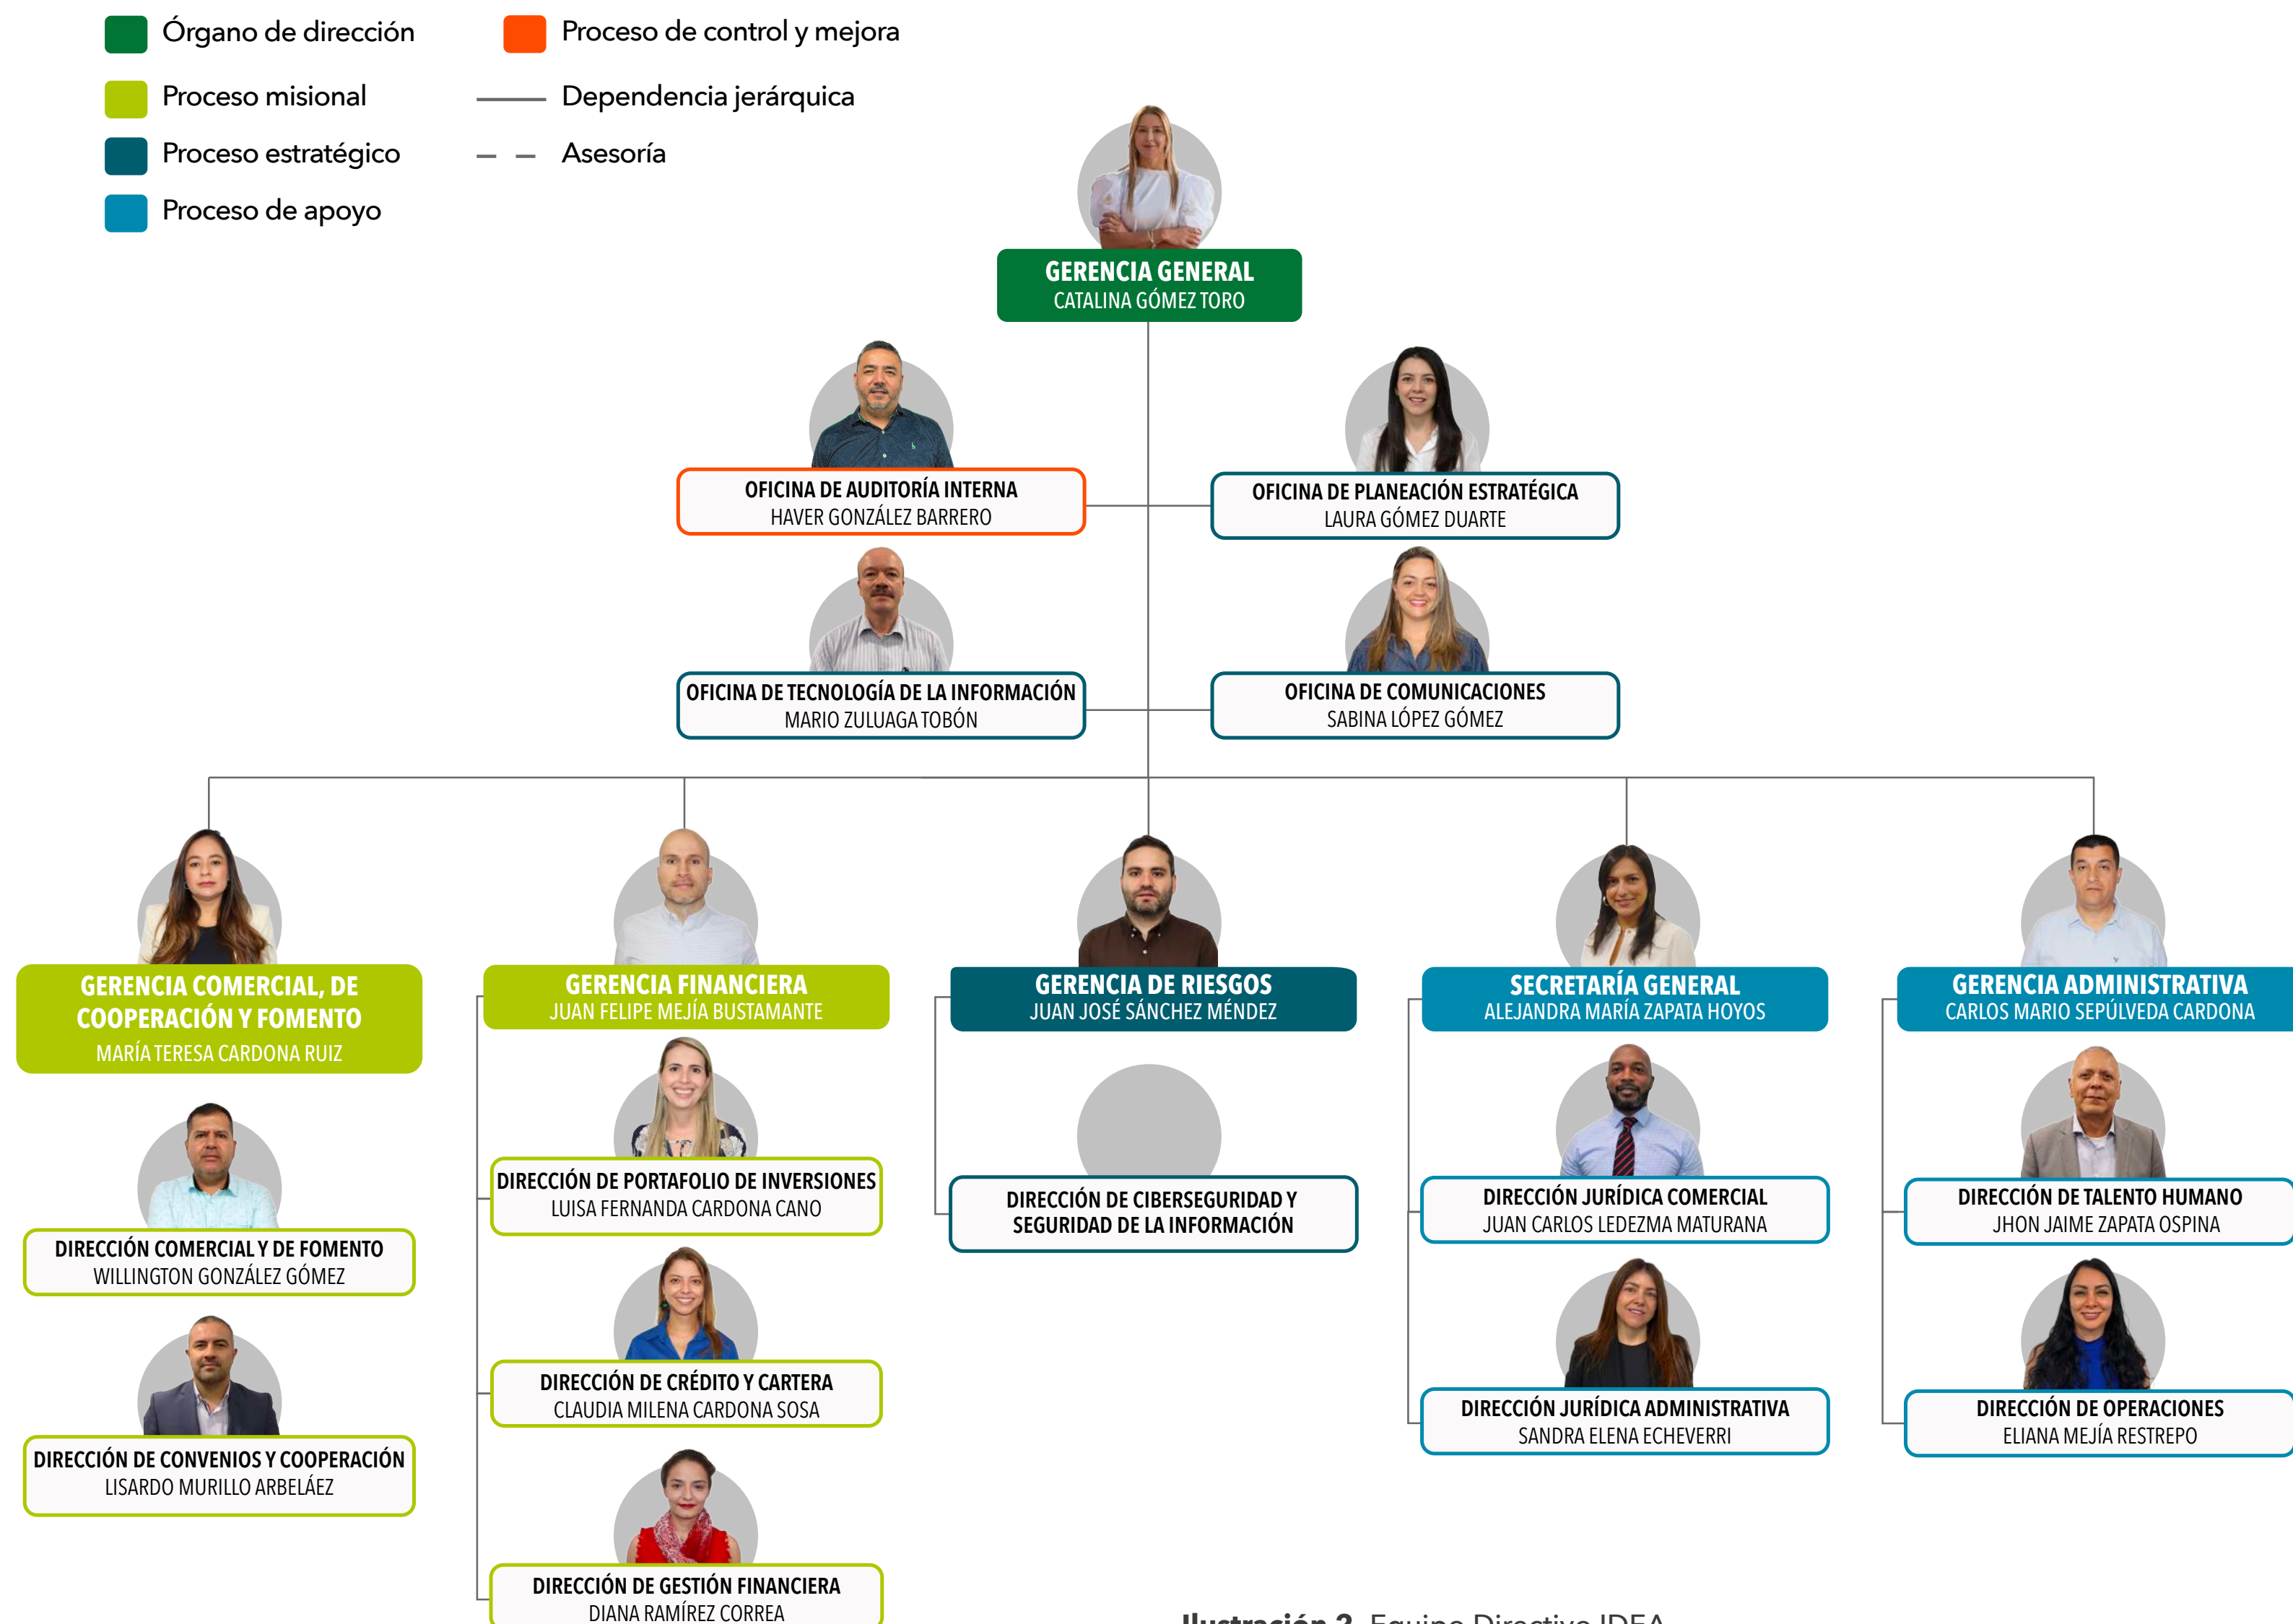 Órgano de dirección
Proceso de control y mejora
Proceso misional
Dependencia jerárquica
Proceso estratégico
Asesoría
Proceso de apoyo
GERENCIA GENERAL
CATALINA GÓMEZ TORO
OFICINA DE AUDITORÍA INTERNA
HAVER GONZÁLEZ BARRERO
OFICINA DE PLANEACIÓN ESTRATÉGICA
LAURA GÓMEZ DUARTE
OFICINA DE TECNOLOGÍA DE LA INFORMACIÓN
MARIO ZULUAGA TOBÓN
OFICINA DE COMUNICACIONES
SABINA LÓPEZ GÓMEZ
GERENCIA COMERCIAL, DE
COOPERACIÓN Y FOMENTO
MARÍA TERESA CARDONA RUIZ
GERENCIA FINANCIERA
JUAN FELIPE MEJÍA BUSTAMANTE
GERENCIA DE RIESGOS
JUAN JOSÉ SÁNCHEZ MÉNDEZ
SECRETARÍA GENERAL
ALEJANDRA MARÍA ZAPATA HOYOS
GERENCIA ADMINISTRATIVA
CARLOS MARIO SEPÚLVEDA CARDONA
DIRECCIÓN COMERCIAL Y DE FOMENTO
WILLINGTON GONZÁLEZ GÓMEZ
DIRECCIÓN DE CONVENIOS Y COOPERACIÓN
LISARDO MURILLO ARBELÁEZ
DIRECCIÓN DE PORTAFOLIO DE INVERSIONES
LUISA FERNANDA CARDONA CANO
DIRECCIÓN DE CRÉDITO Y CARTERA
CLAUDIA MILENA CARDONA SOSA
DIRECCIÓN DE GESTIÓN FINANCIERA
DIANA RAMÍREZ CORREA
DIRECCIÓN DE CIBERSEGURIDAD Y
SEGURIDAD DE LA INFORMACIÓN
DIRECCIÓN JURÍDICA COMERCIAL
JUAN CARLOS LEDEZMA MATURANA
DIRECCIÓN JURÍDICA ADMINISTRATIVA
SANDRA ELENA ECHEVERRI
DIRECCIÓN DE TALENTO HUMANO
JHON JAIME ZAPATA OSPINA
DIRECCIÓN DE OPERACIONES
ELIANA MEJÍA RESTREPO
Ilustración 2. Equipo Directivo IDEA